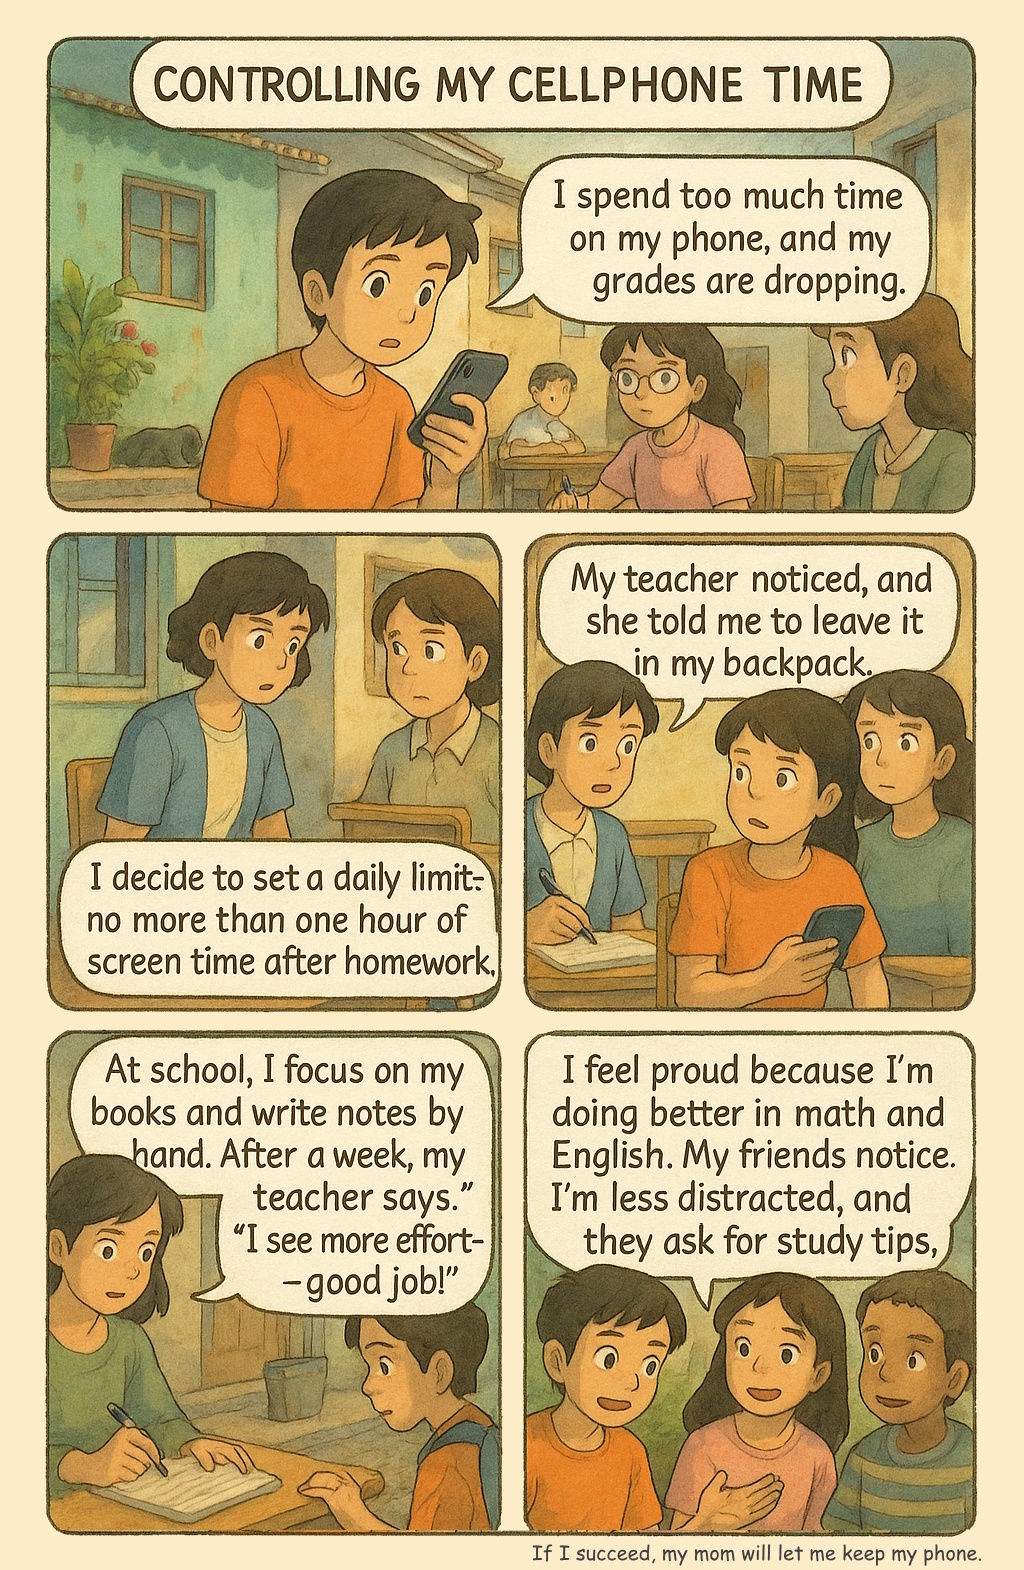 CONTROLLING MY CELLPHONE TIME
I spend too much time
on my phone, and my
grades are dropping.
I decide to set a daily limit:-
no more than one hour of
screen time after homework.
My teacher noticed, and
she told me to leave it
in my backpack.
At school, I focus on my
books and write notes by
hand. After a week, my
teacher says.”
“I see more effort-
–good job!”
I feel proud because I’m
doing better in math and
English. My friends notice.
I’m less distracted, and
they ask for study tips,
If I succeed, my mom will let me keep my phone.